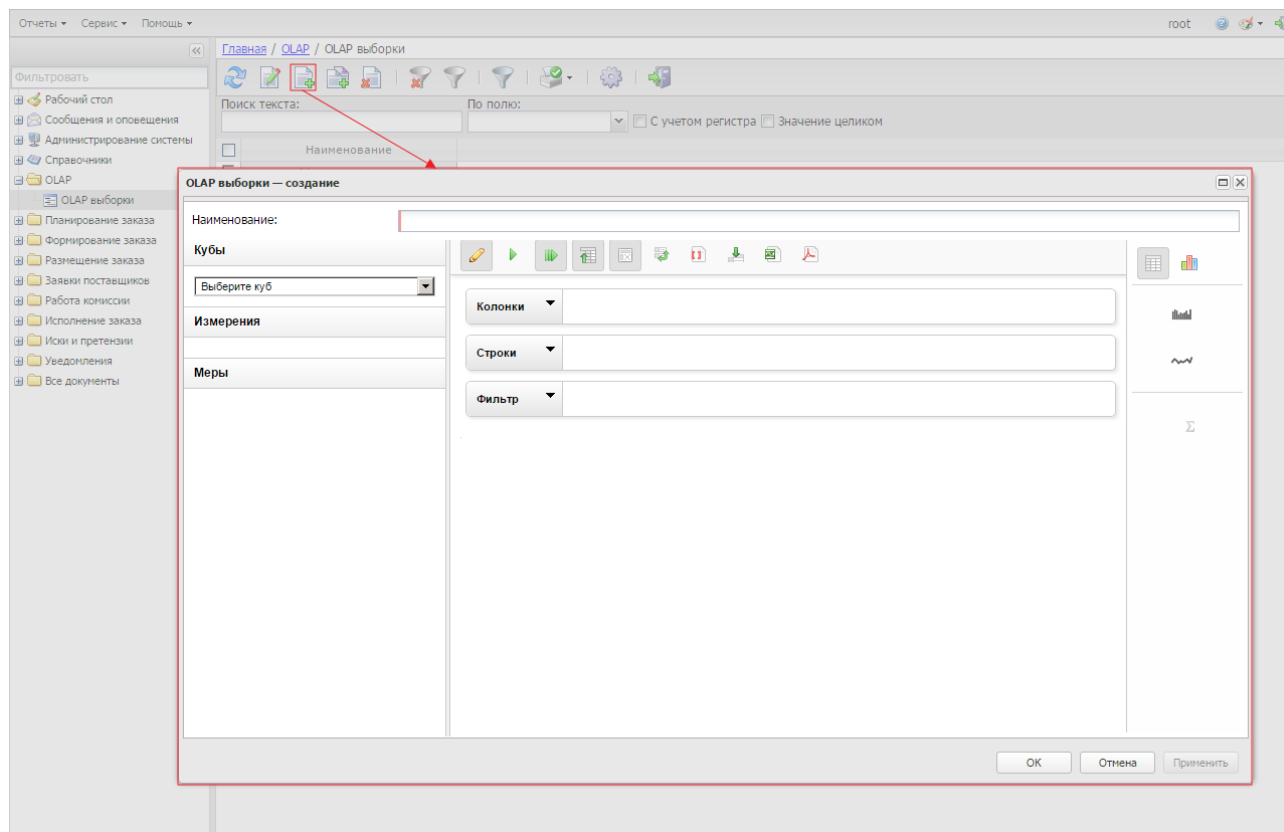 Отчеты Сервис Помощь root
Главная / OLAP / OLAP выборки
Фильтровать
Рабочий стол
Сообщения и оповещения
Администрирование системы
Справочники
OLAP
OLAP выборки
Планирование заказа
Формирование заказа
Размещение заказа
Заявки поставщиков
Работа комиссии
Исполнение заказа
Иски и претензии
Уведомления
Все документы
Поиск текста: По полю:
С учетом регистра Значение целиком
Наименование
OLAP выборки — создание
Наименование:
Кубы
Выберите куб
Измерения
Меры
Колонки
Строки
Фильтр
Σ
OK Отмена Применить